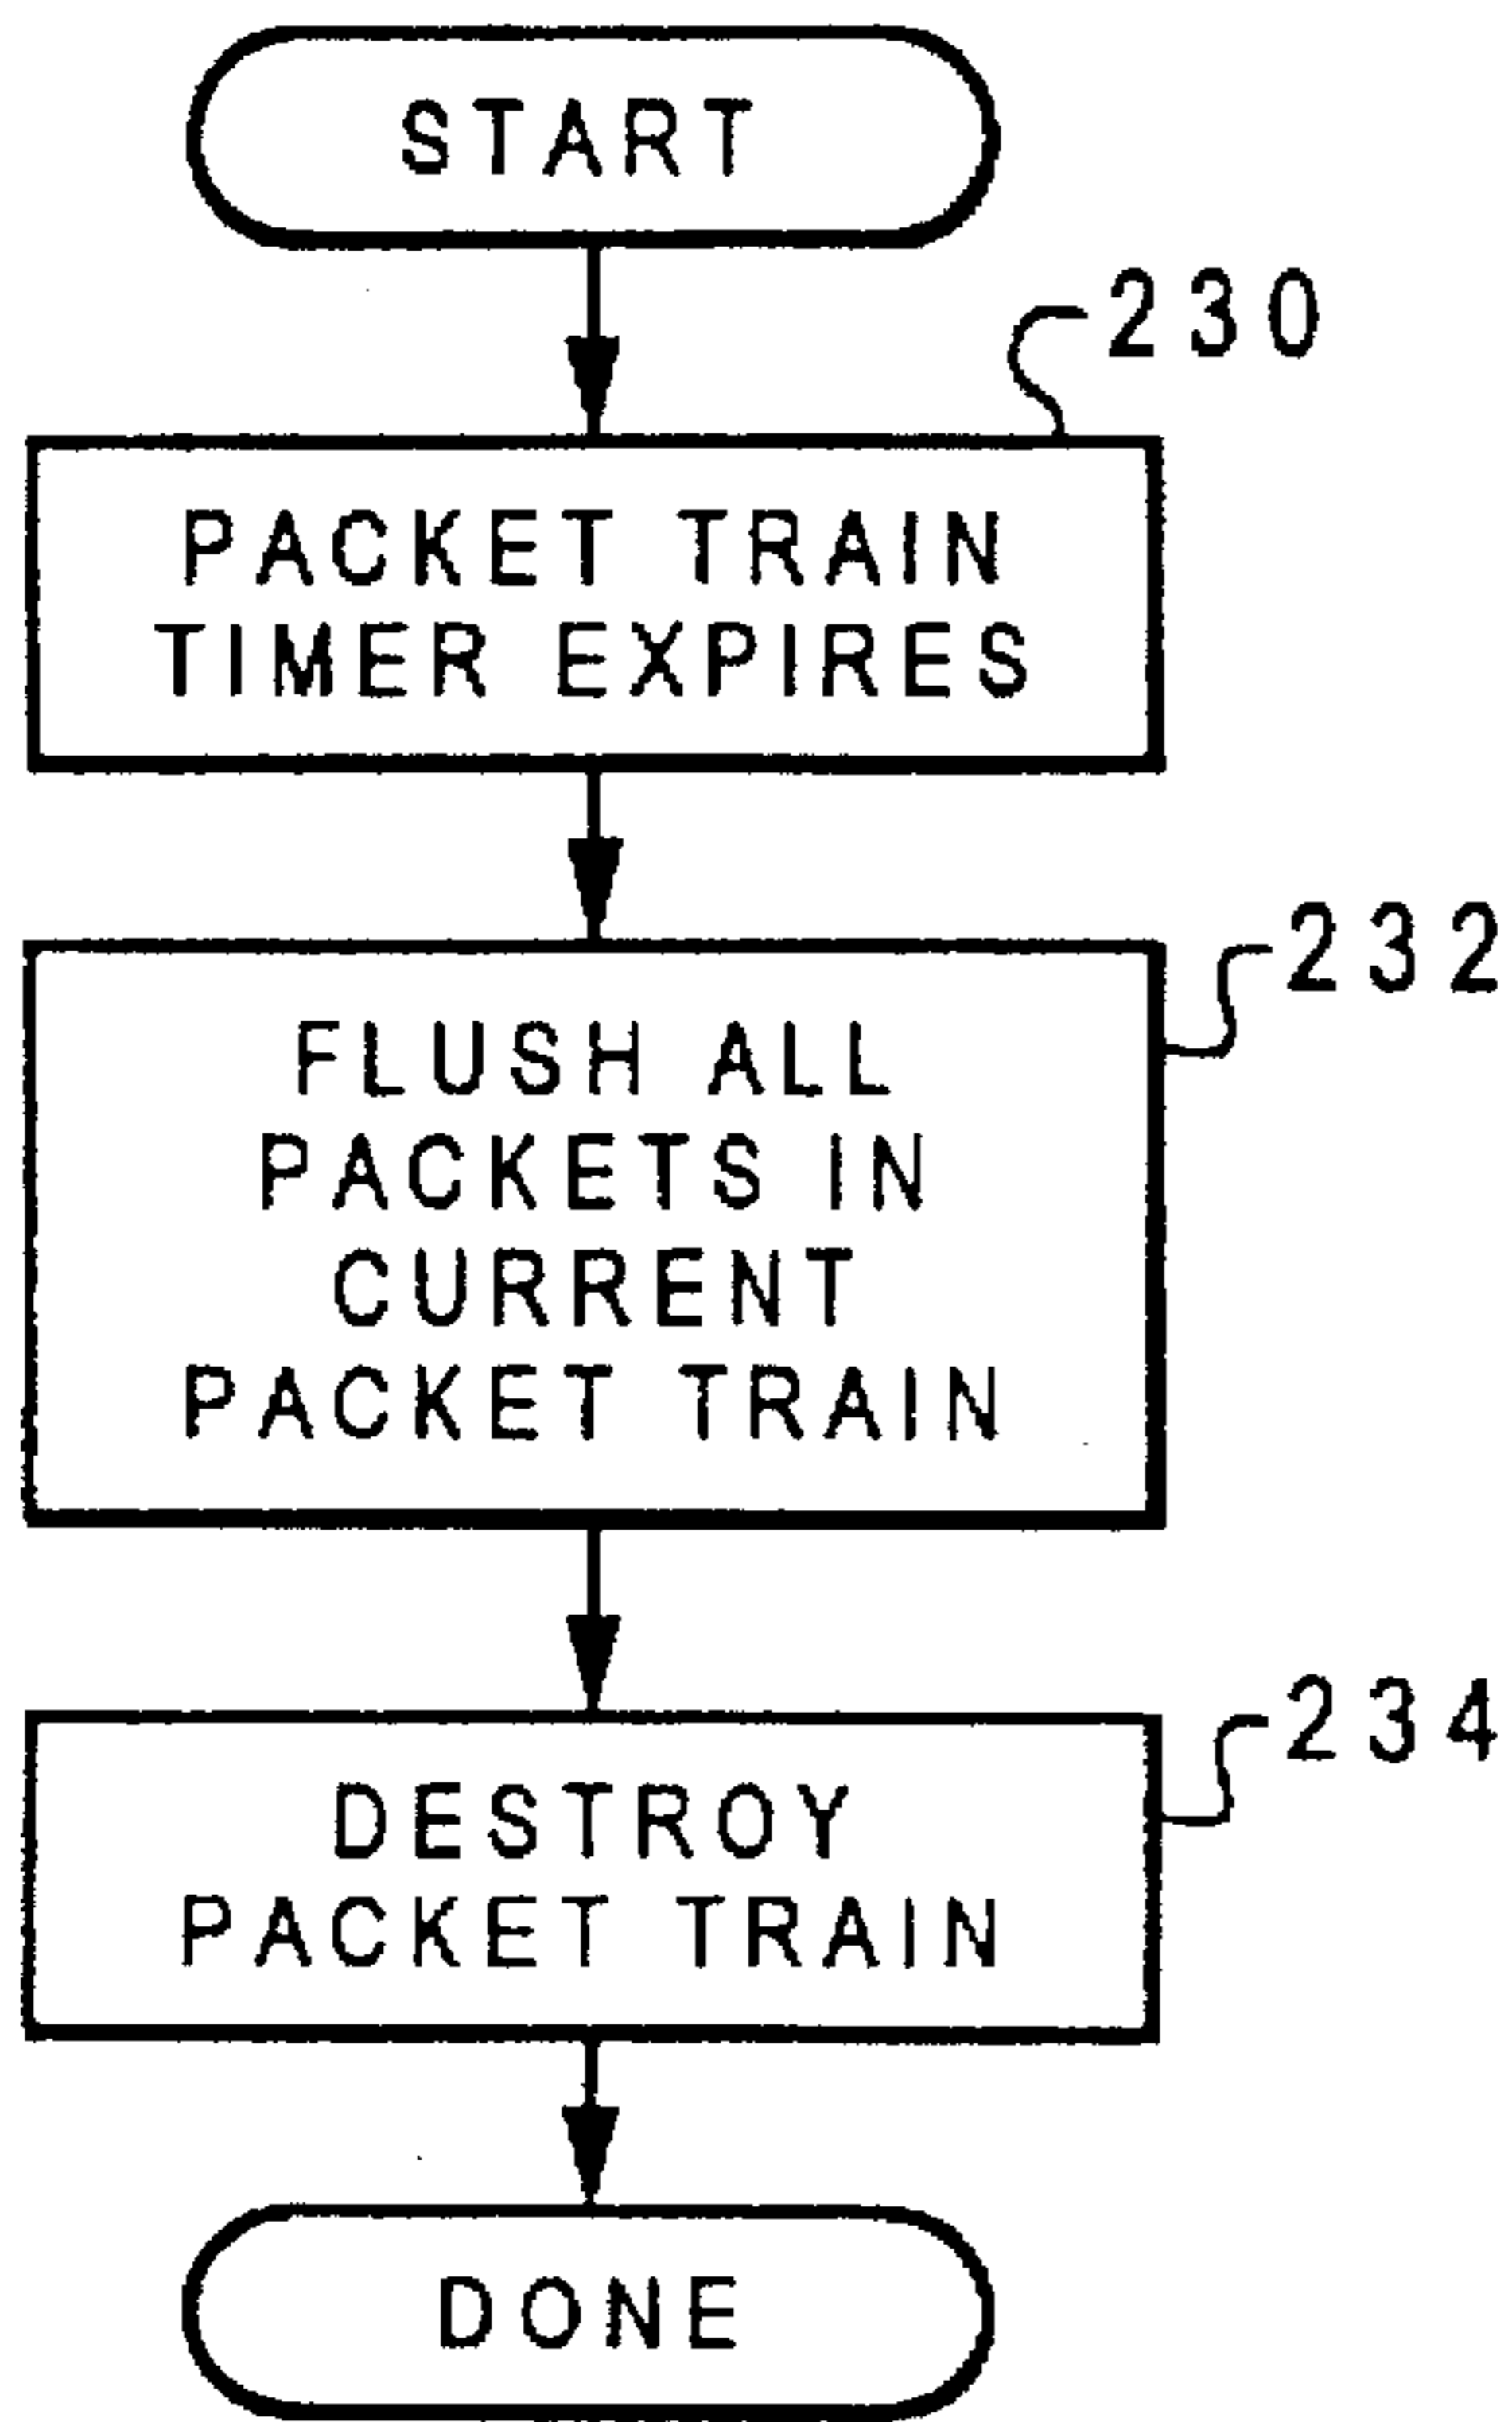 START
230
PACKET TRAIN
TIMER EXPIRES
232
FLUSH ALL
PACKETS IN
CURRENT
PACKET TRAIN
234
DESTROY
PACKET TRAIN
DONE